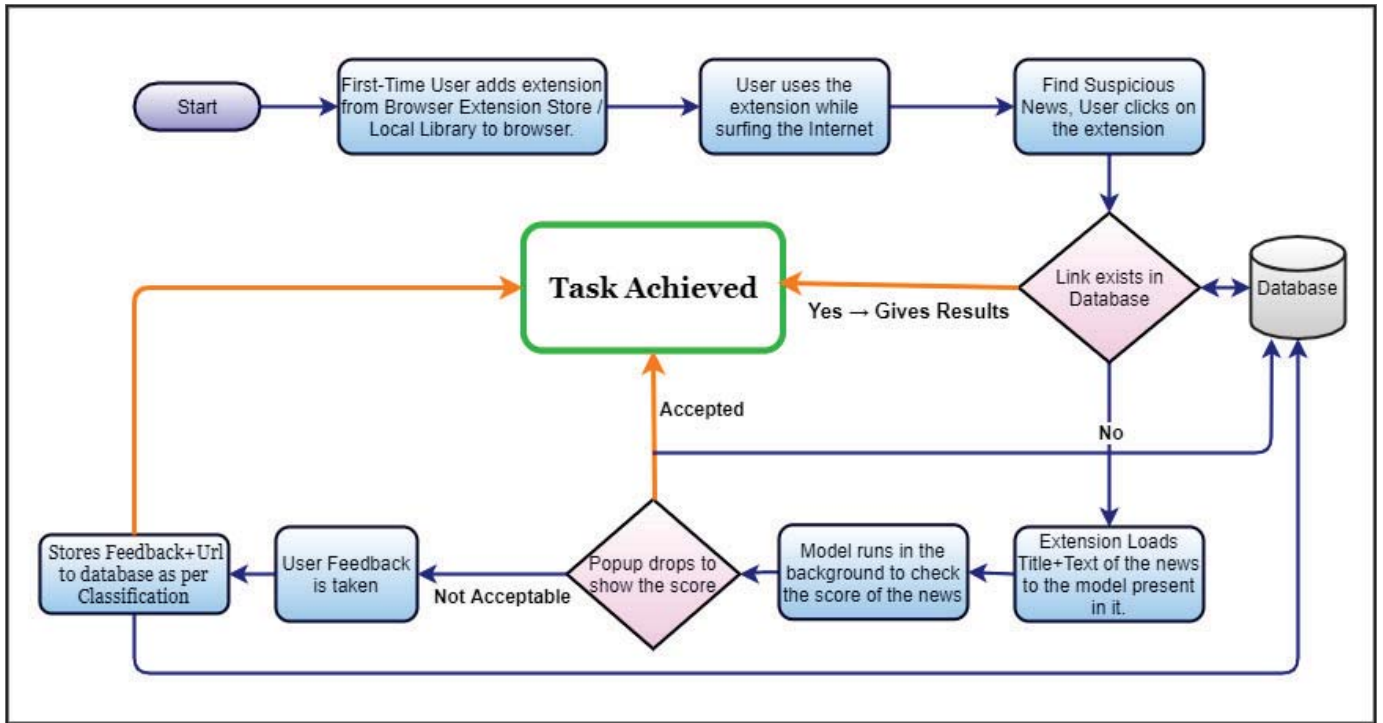 Start
First-Time User adds extension
from Browser Extension Store /
Local Library to browser.
User uses the
extension while
surfing the Internet
Find Suspicious
News, User clicks on
the extension
Task Achieved
Yes → Gives Results
Link exists in
Database
Database
Accepted
No
Stores Feedback+Url
to database as per
Classification
User Feedback
is taken
Not Acceptable
Popup drops to
show the score
Model runs in the
background to check
the score of the news
Extension Loads
Title+Text of the news
to the model present
in it.